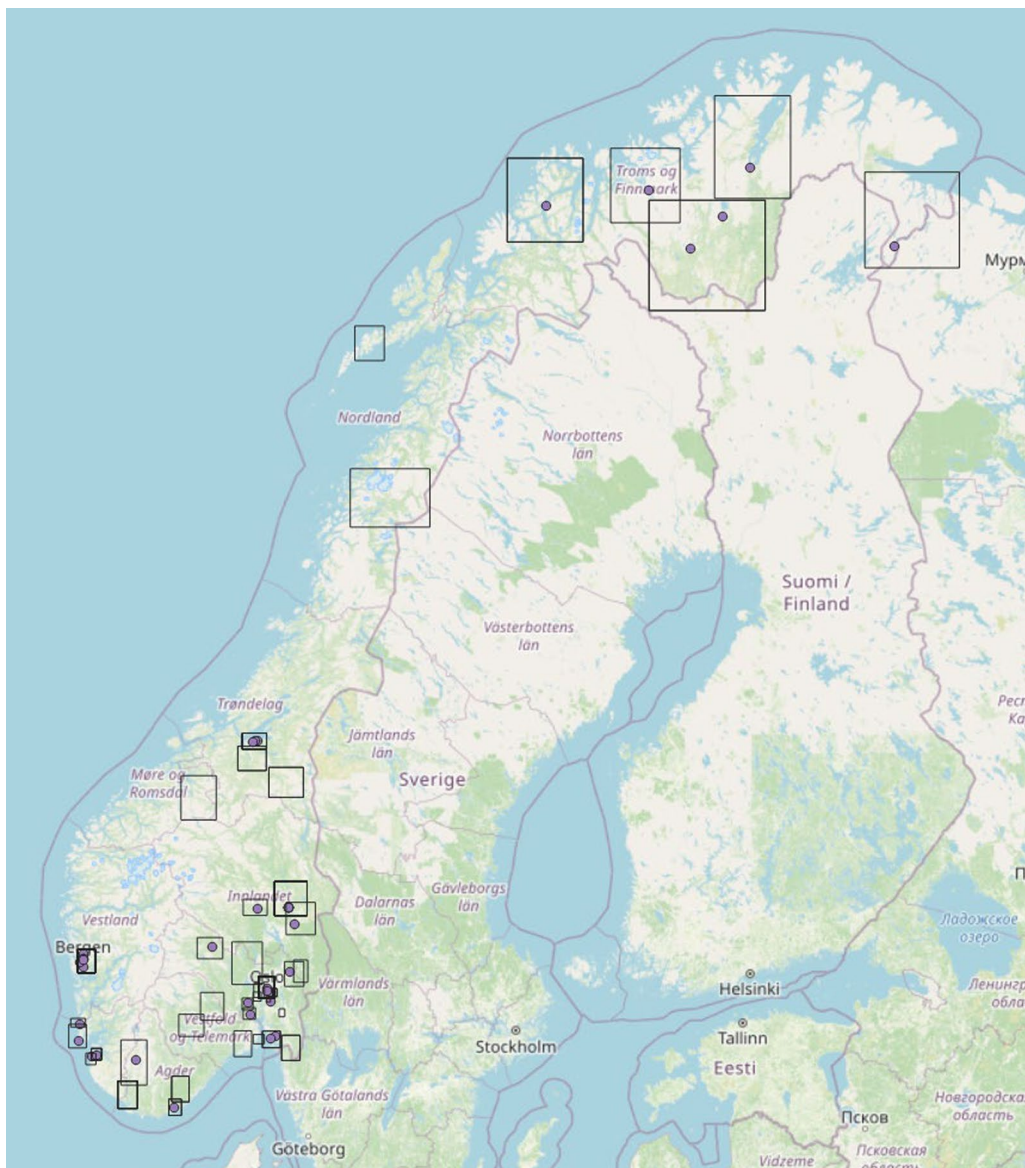 Troms og
Finnmark
Мурм
Nordland
Norrbottens
län
Suomi /
Finland
Västerbottens
län
Trøndelag
Jämtlands
län
Sverige
Møre og
Romsdal
Innlandet
Gävleborgs
län
Dalarnas
län
Vestland
Bergen
Ладожское
озеро
Helsinki
Värmlands
län
Vestfold
og Telemark
Stockholm
Tallinn
Eesti
Agder
Västra Götalands
län
Göteborg
Псков
Псковская
Vidzeme